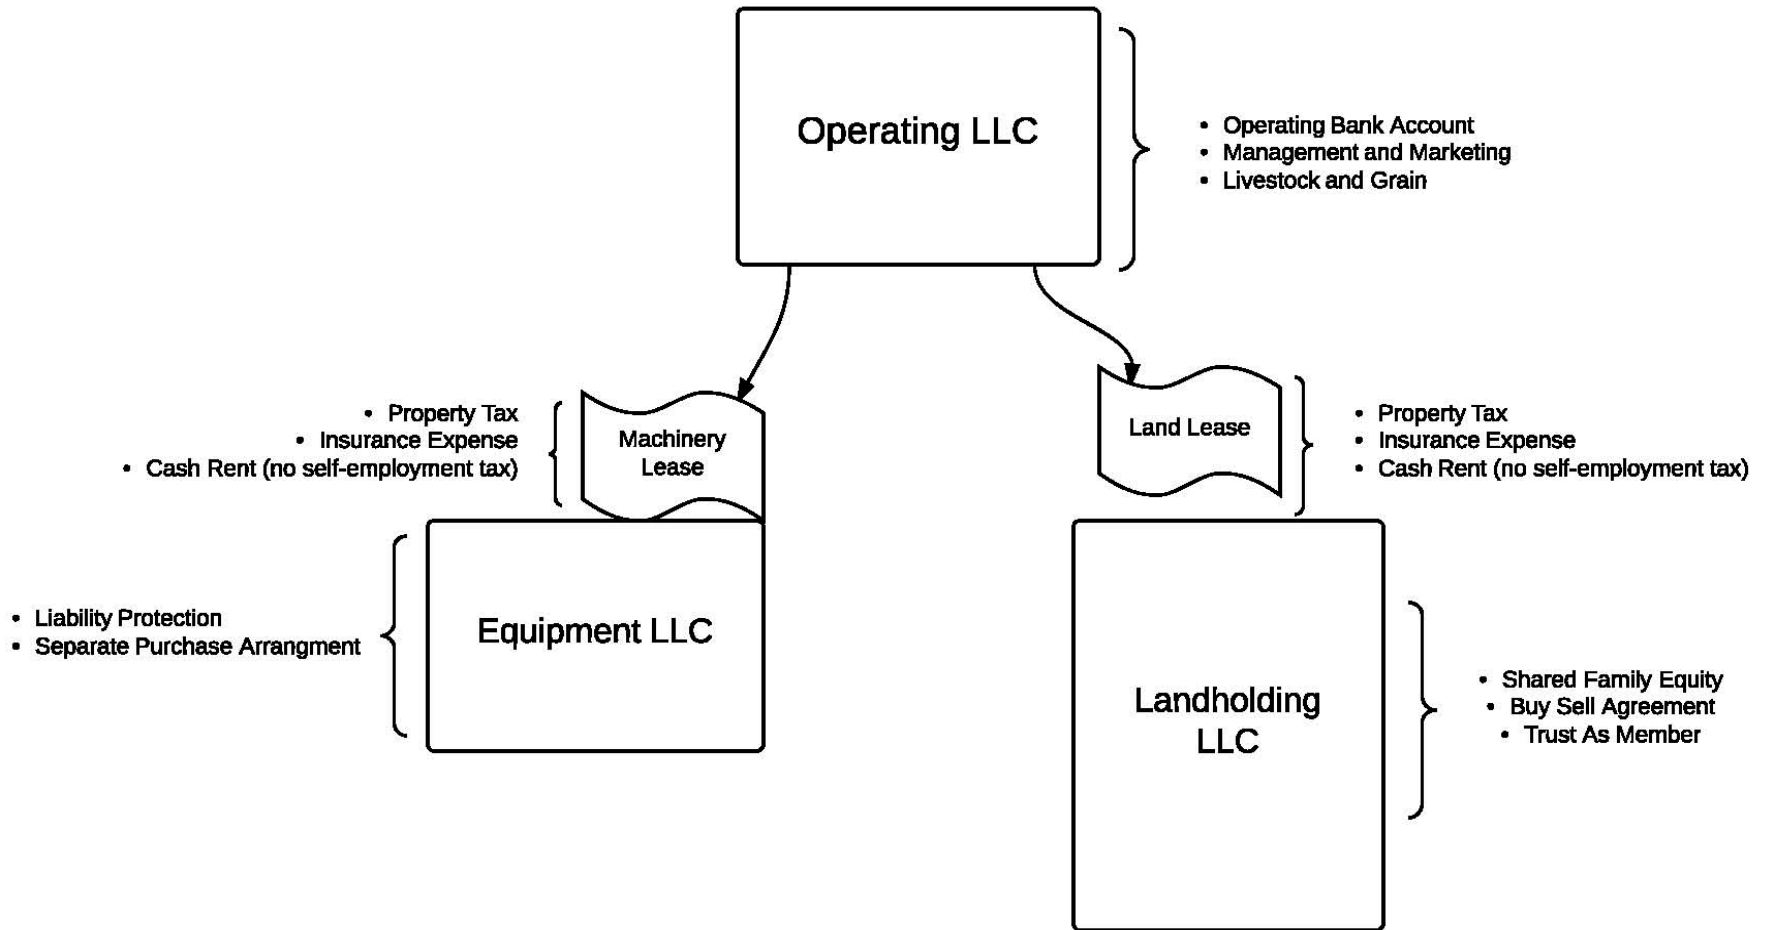 Operating LLC
• Operating Bank Account
• Management and Marketing
• Livestock and Grain
• Property Tax
• Insurance Expense
• Cash Rent (no self-employment tax)
Machinery
Lease
Land Lease
• Property Tax
• Insurance Expense
• Cash Rent (no self-employment tax)
• Liability Protection
• Separate Purchase Arrangment
Equipment LLC
Landholding
LLC
• Shared Family Equity
• Buy Sell Agreement
• Trust As Member